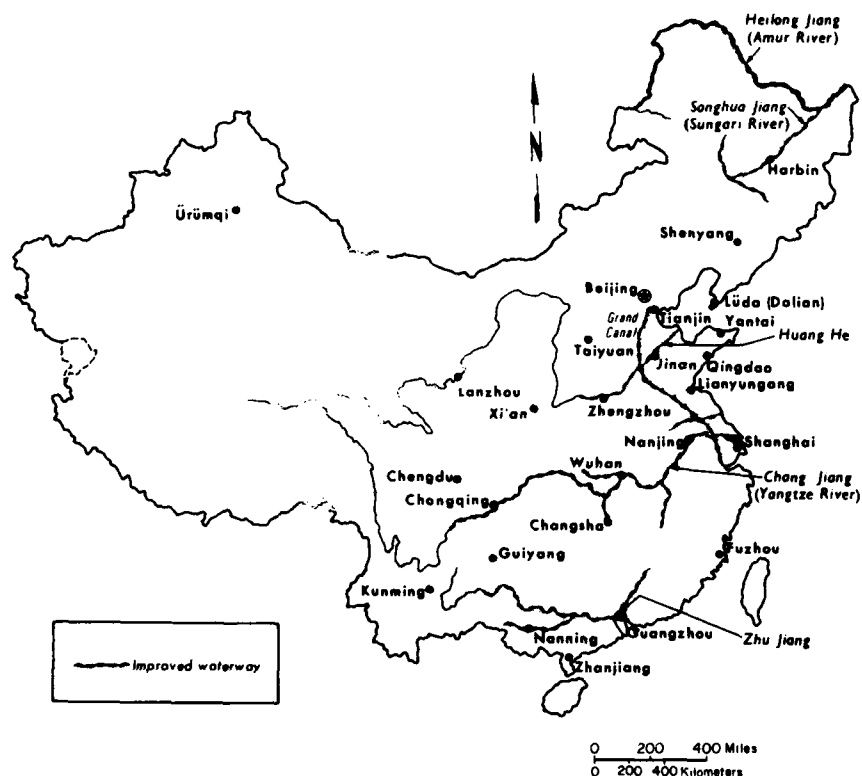 Heilong Jiang
(Amur River)
Songhua Jiang
(Sungari River)
Harbin
N
Ürümqi
Shenyang
Beijing
Lüda (Dalian)
Tianjin
Grand
Canal
Yantai
Huang He
Taiyuan
Jinan
Qingdao
Lanzhou
Lianyungang
Xi'an
Zhengzhou
Nanjing
Shanghai
Wuhan
Chengdu
Chang Jiang
(Yangtze River)
Chongqing
Changsha
Guiyang
Fuzhou
Kunming
Guangzhou
Zhu Jiang
Nanning
Improved waterway
Zhanjiang
0 200 400 Miles
0 200 400 Kilometers